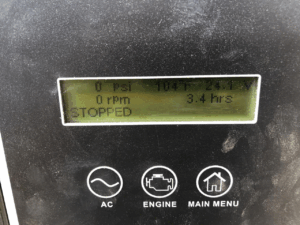 0 psi 104 F 24.1 V
0 rpm 3.4 hrs
STOPPED
AC ENGINE MAIN MENU